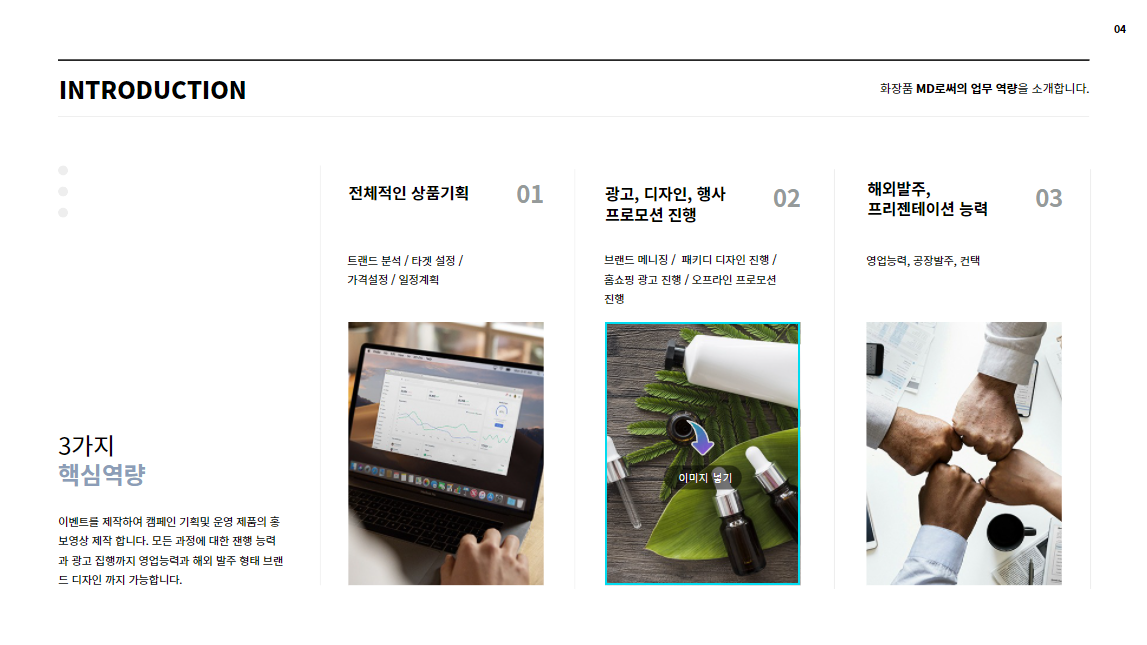 04
INTRODUCTION
화장품 MD로써의 업무 역량을 소개합니다.
전체적인 상품기획
01
트랜드 분석 / 타겟 설정 /
가격설정 / 일정계획
광고, 디자인, 행사
프로모션 진행
02
브랜드 메니징 / 패키디 디자인 진행 /
홈쇼핑 광고 진행 / 오프라인 프로모션
진행
이미지 넣기
해외발주,
프리젠테이션 능력
03
영업능력, 공장발주, 컨택
3가지
핵심역량
이벤트를 제작하여 캠페인 기획및 운영 제품의 홍
보영상 제작 합니다. 모든 과정에 대한 잰행 능력
과 광고 집행까지 영업능력과 해외 발주 형태 브랜
드 디자인 까지 가능합니다.